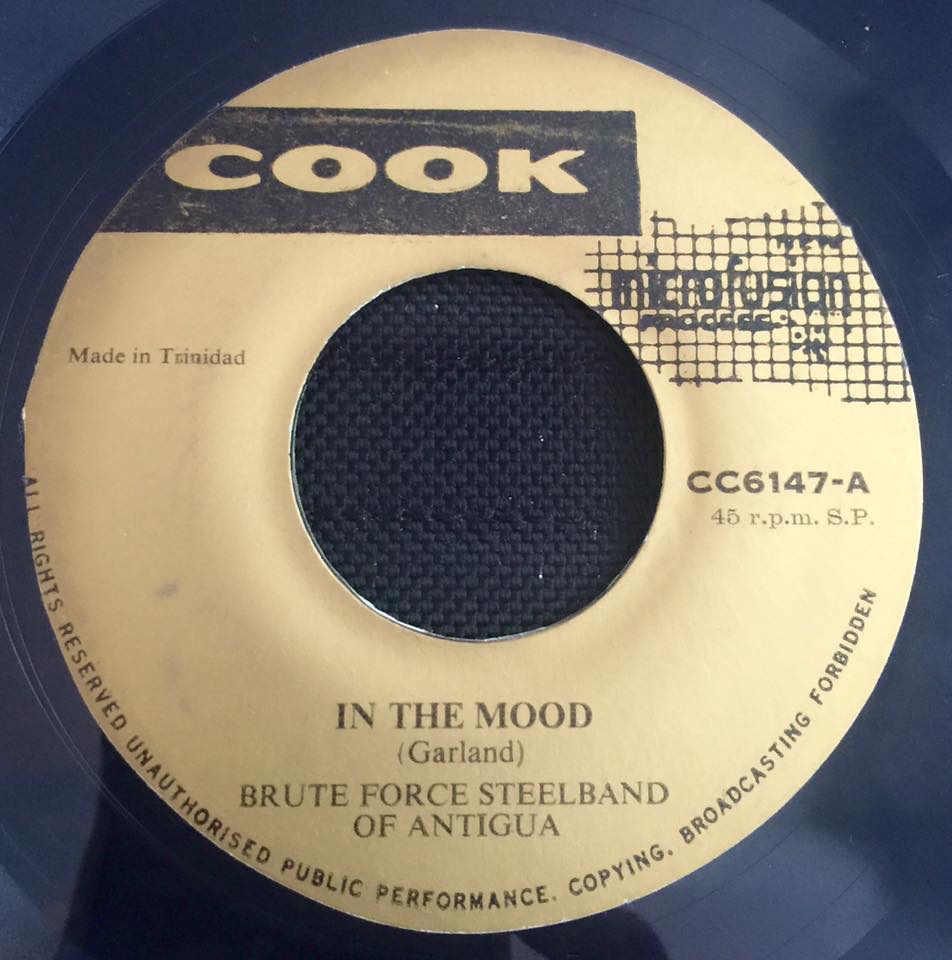 COOK
microfusion
PROCESS
Made in Trinidad
CC6147-A
45 r.p.m. S.P.
IN THE MOOD
(Garland)
BRUTE FORCE STEELBAND
OF ANTIGUA
ALL RIGHTS RESERVED UNAUTHORISED PUBLIC PERFORMANCE. COPYING. BROADCASTING FORBIDDEN